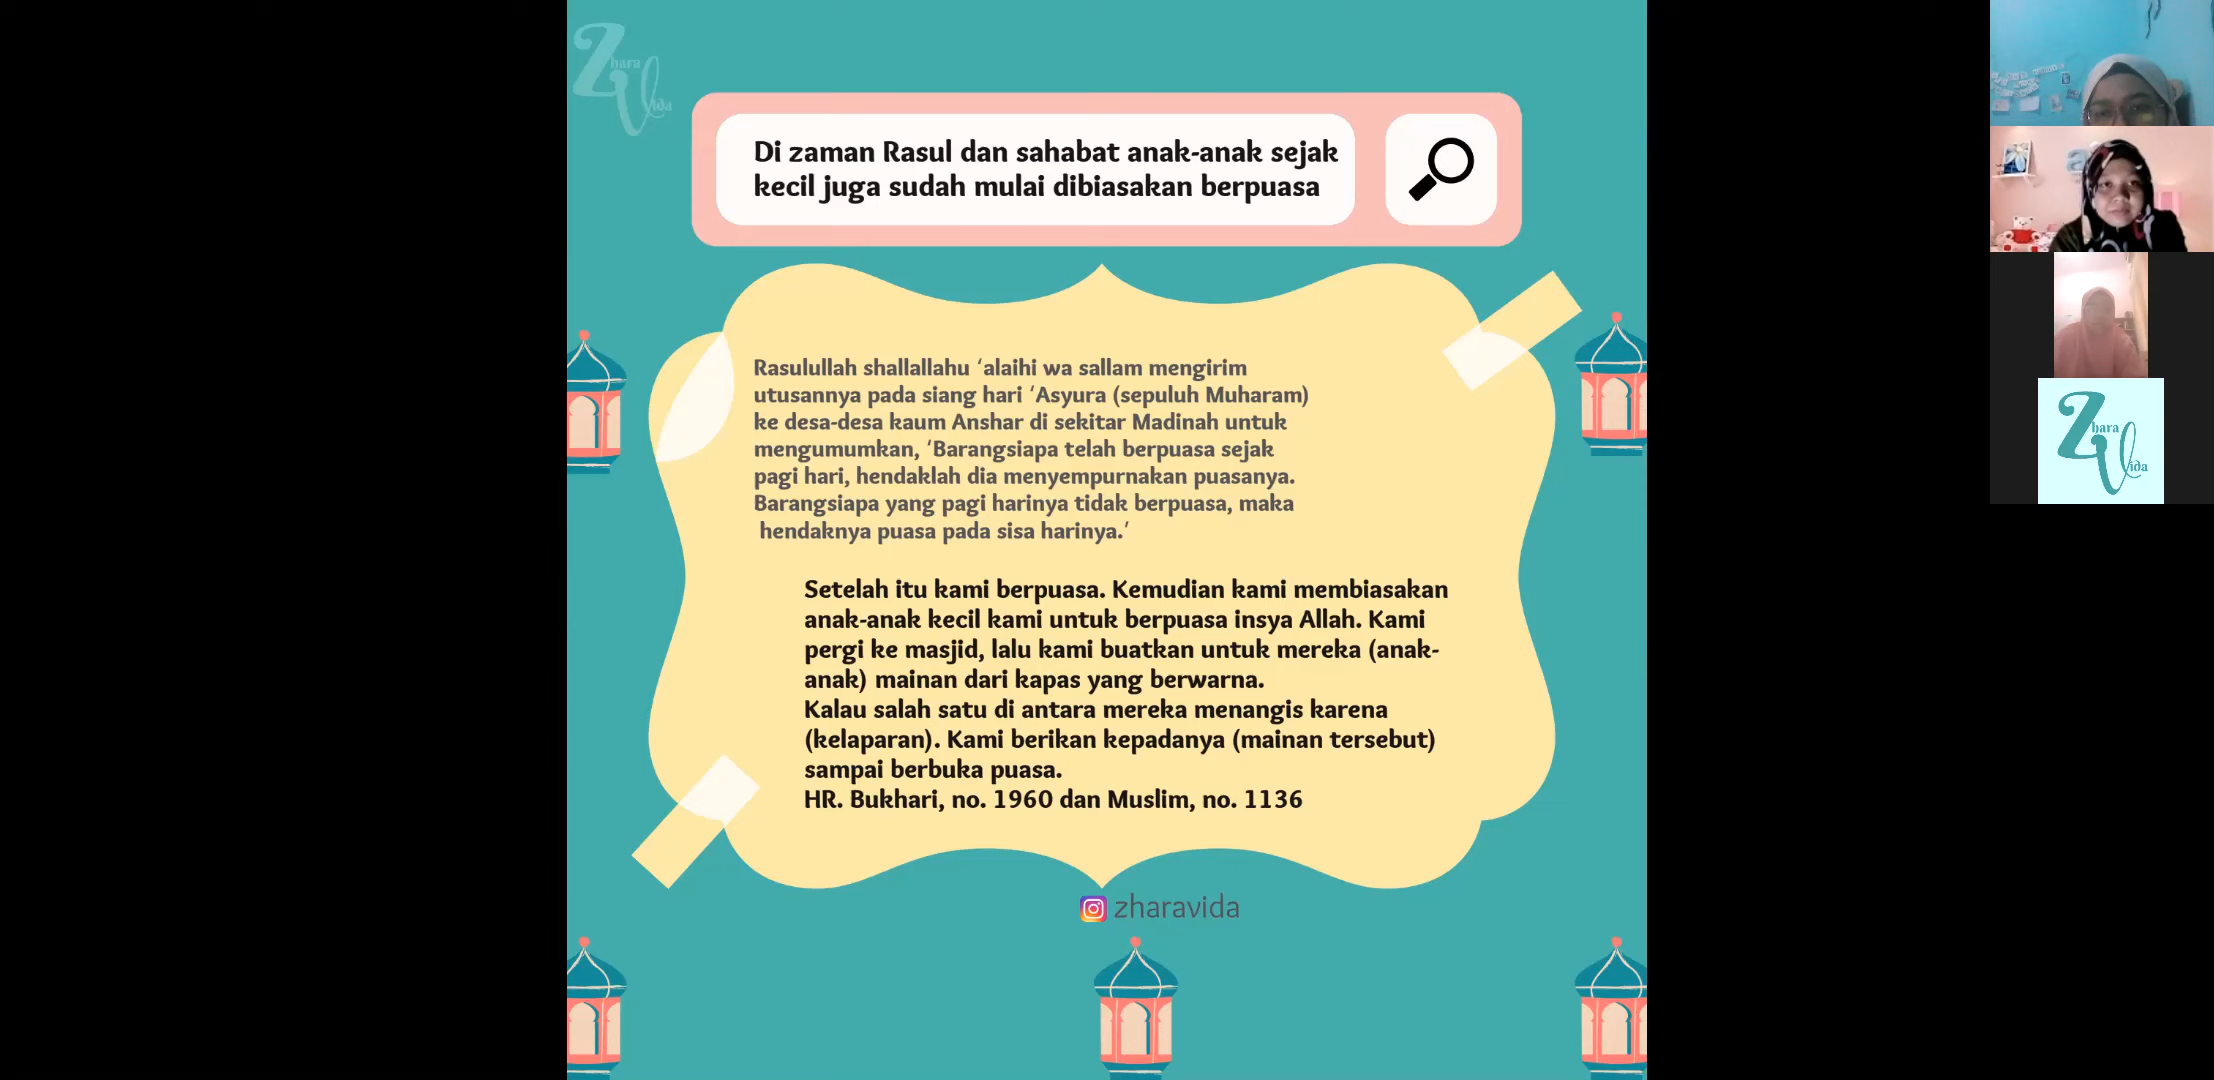 Zhara Vida
Di zaman Rasul dan sahabat anak-anak sejak
kecil juga sudah mulai dibiasakan berpuasa
Rasulullah shallallahu ‘alaihi wa sallam mengirim
utusannya pada siang hari ‘Asyura (sepuluh Muharam)
ke desa-desa kaum Anshar di sekitar Madinah untuk
mengumumkan, ‘Barangsiapa telah berpuasa sejak
pagi hari, hendaklah dia menyempurnakan puasanya.
Barangsiapa yang pagi harinya tidak berpuasa, maka
hendaknya puasa pada sisa harinya.’
Setelah itu kami berpuasa. Kemudian kami membiasakan
anak-anak kecil kami untuk berpuasa insya Allah. Kami
pergi ke masjid, lalu kami buatkan untuk mereka (anak-
anak) mainan dari kapas yang berwarna.
Kalau salah satu di antara mereka menangis karena
(kelaparan). Kami berikan kepadanya (mainan tersebut)
sampai berbuka puasa.
HR. Bukhari, no. 1960 dan Muslim, no. 1136
zharavida
Zhara Vida